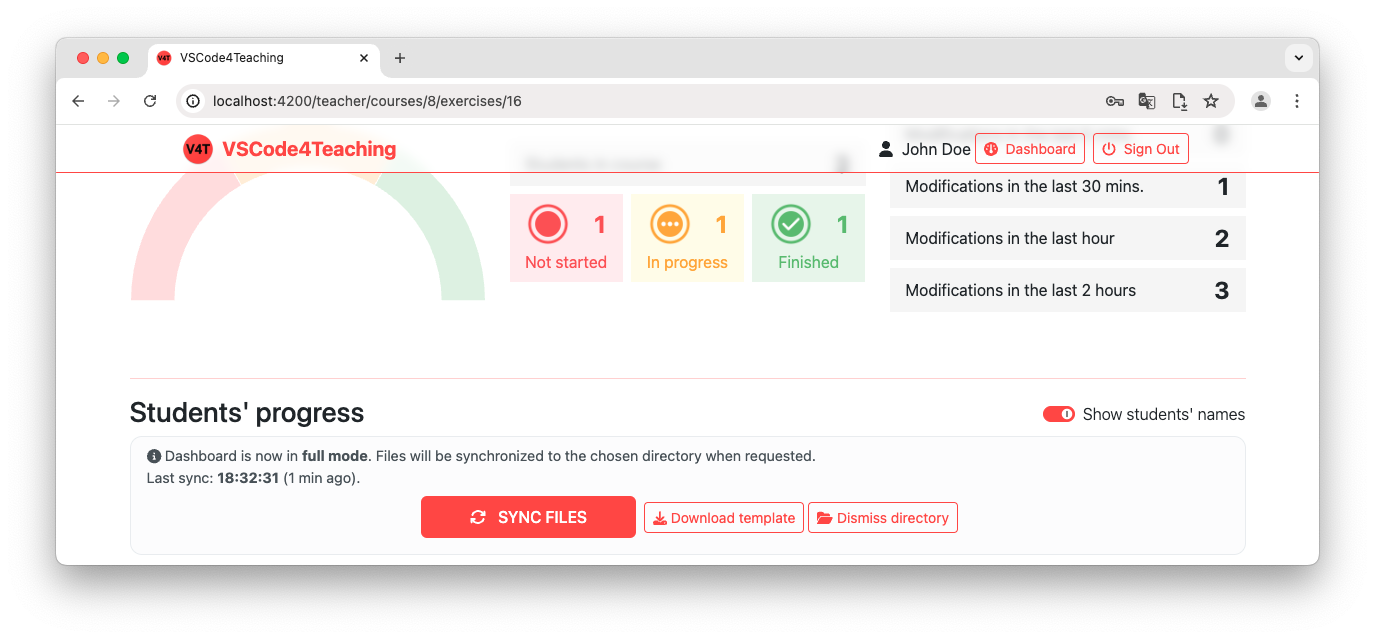 VSCode4Teaching
localhost:4200/teacher/courses/8/exercises/16
V4T VSCode4Teaching
John Doe
Dashboard
Sign Out
Modifications in the last 30 mins. 1
1
Not started
1
In progress
1
Finished
Modifications in the last hour 2
Modifications in the last 2 hours 3
Students' progress
Show students' names
Dashboard is now in full mode. Files will be synchronized to the chosen directory when requested.
Last sync: 18:32:31 (1 min ago).
SYNC FILES
Download template
Dismiss directory